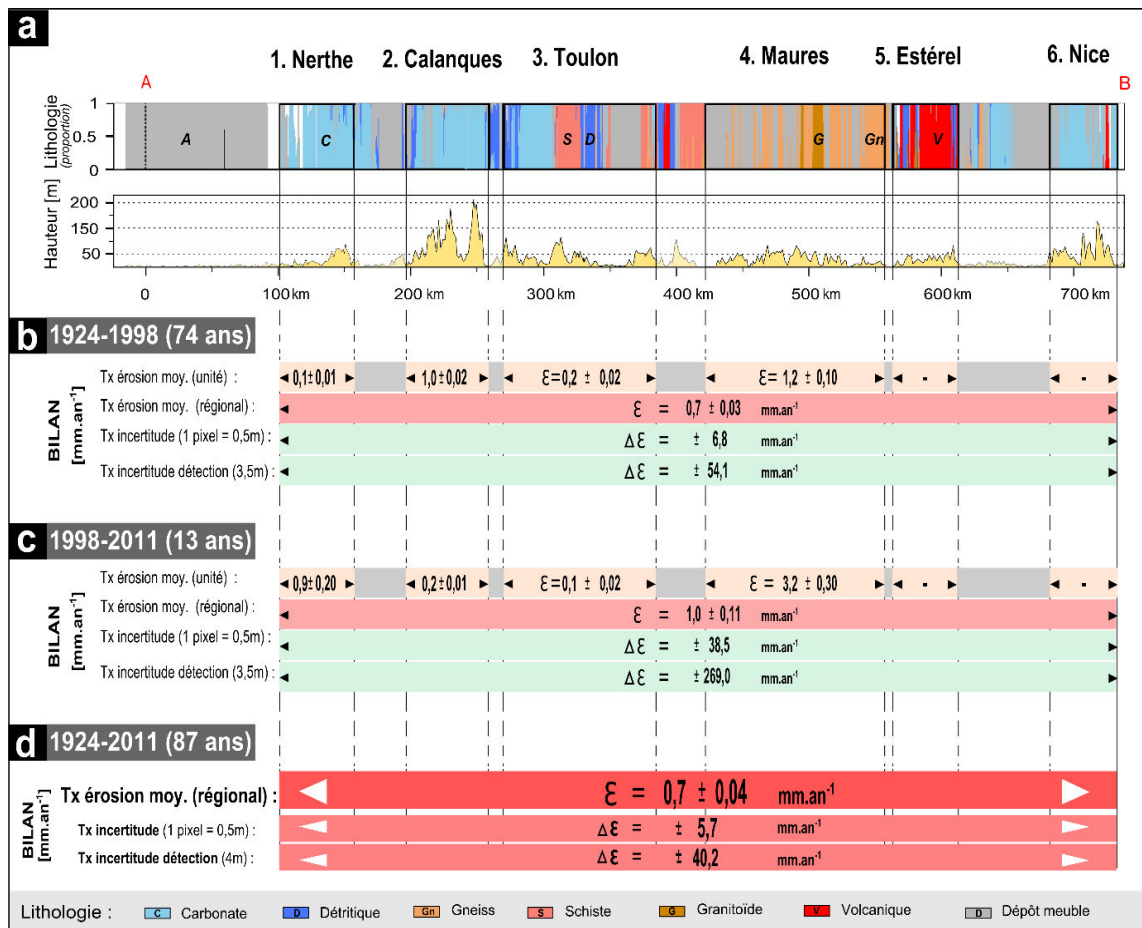 a
1. Nerthe 2. Calanques 3. Toulon 4. Maures 5. Estérel 6. Nice
A B
Lithologie (proportion)
1
0.5
0
A C S D G Gn V
Hauteur [m]
200
150
50
0 100km 200 km 300 km 400 km 500 km 600 km 700 km
b 1924-1998 (74 ans)
BILAN [mm.an⁻¹]
Tx érosion moy. (unité) : 0,1±0,01 1,0±0,02 Ɛ=0,2 ± 0,02 Ɛ=1,2 ± 0,10 - -
Tx érosion moy. (régional) : Ɛ = 0,7 ± 0,03 mm.an⁻¹
Tx incertitude (1 pixel = 0,5m) : ΔƐ = ± 6,8 mm.an⁻¹
Tx incertitude détection (3,5m) : ΔƐ = ± 54,1 mm.an⁻¹
c 1998-2011 (13 ans)
BILAN [mm.an⁻¹]
Tx érosion moy. (unité) : 0,9±0,20 0,2±0,01 Ɛ=0,1 ± 0,02 Ɛ = 3,2 ± 0,30 - -
Tx érosion moy. (régional) : Ɛ = 1,0 ± 0,11 mm.an⁻¹
Tx incertitude (1 pixel = 0,5m) : ΔƐ = ± 38,5 mm.an⁻¹
Tx incertitude détection (3,5m) : ΔƐ = ± 269,0 mm.an⁻¹
d 1924-2011 (87 ans)
BILAN [mm.an⁻¹]
Tx érosion moy. (régional) : Ɛ = 0,7 ± 0,04 mm.an⁻¹
Tx incertitude (1 pixel = 0,5m) : ΔƐ = ± 5,7 mm.an⁻¹
Tx incertitude détection (4m) : ΔƐ = ± 40,2 mm.an⁻¹
Lithologie : C Carbonate D Détritique Gn Gneiss S Schiste G Granitoïde V Volcanique D Dépôt meuble